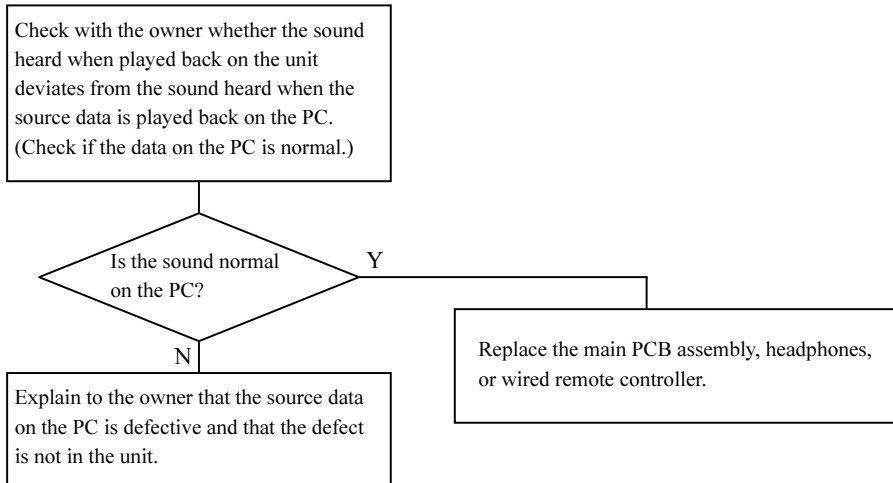 Check with the owner whether the sound
heard when played back on the unit
deviates from the sound heard when the
source data is played back on the PC.
(Check if the data on the PC is normal.)
Is the sound normal
on the PC?
Y
N
Replace the main PCB assembly, headphones,
or wired remote controller.
Explain to the owner that the source data
on the PC is defective and that the defect
is not in the unit.